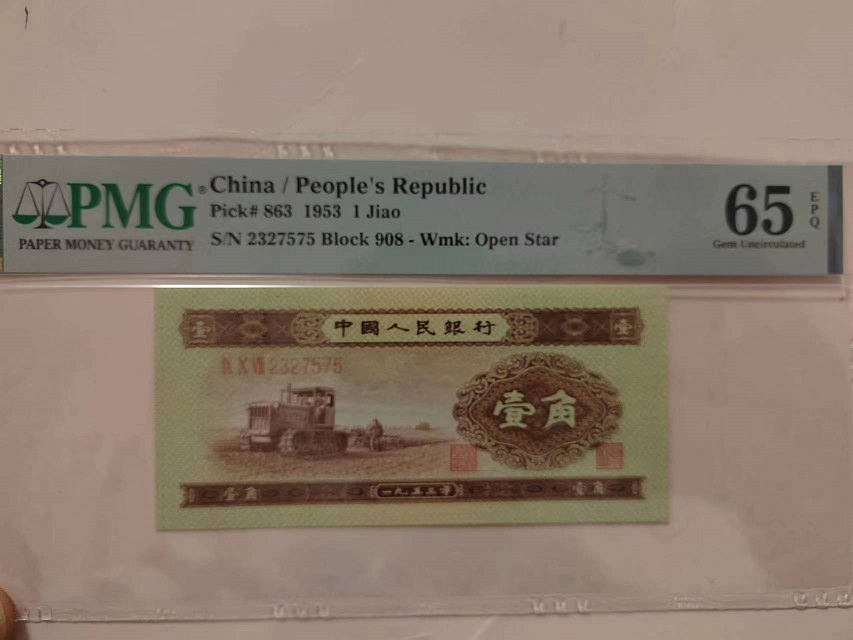 PMG®
PAPER MONEY GUARANTY
China / People's Republic
Pick# 863 1953 1 Jiao
S/N 2327575 Block 908 - Wmk: Open Star
65
EPQ
Gem Uncirculated
中國人民銀行
2327575
壹角
壹角
一九五三年
壹角